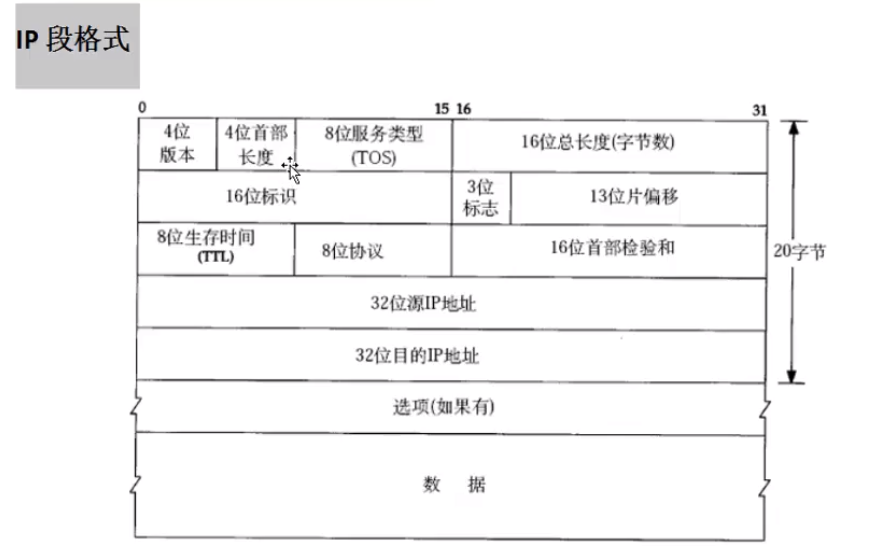 IP 段格式
0 15 16 31
4位 版本
4位首部 长度
8位服务类型 (TOS)
16位总长度(字节数)
16位标识
3位 标志
13位片偏移
8位生存时间 (TTL)
8位协议
16位首部检验和
20字节
32位源IP地址
32位目的IP地址
选项(如果有)
数 据